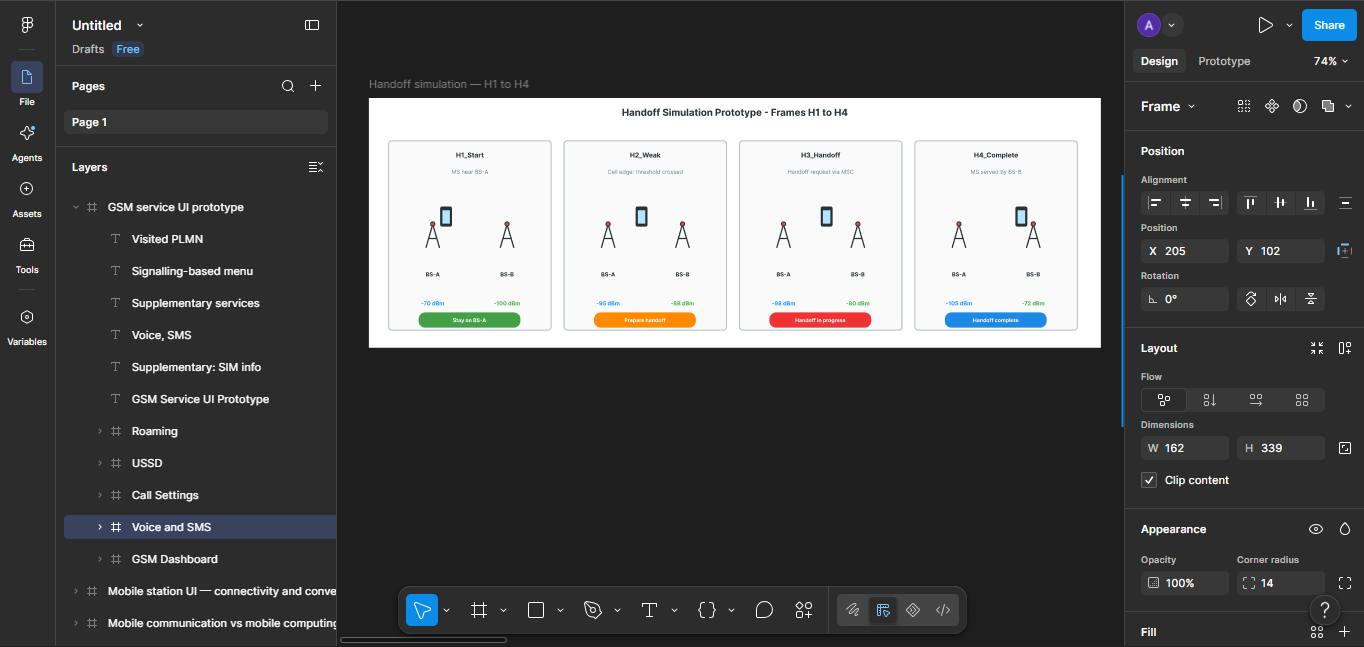 Untitled
Drafts Free
File
Agents
Assets
Tools
Variables
Pages
Page 1
Layers
GSM service UI prototype
Visited PLMN
Signalling-based menu
Supplementary services
Voice, SMS
Supplementary: SIM info
GSM Service UI Prototype
Roaming
USSD
Call Settings
Voice and SMS
GSM Dashboard
Mobile station UI — connectivity and conve
Mobile communication vs mobile computing
Handoff simulation — H1 to H4
Handoff Simulation Prototype - Frames H1 to H4
H1_Start
MS near BS-A
BS-A BS-B
-70 dBm -100 dBm
Stay on BS-A
H2_Weak
Cell edge: threshold crossed
BS-A BS-B
-95 dBm -88 dBm
Prepare handoff
H3_Handoff
Handoff request via MSC
BS-A BS-B
-98 dBm -80 dBm
Handoff in progress
H4_Complete
MS served by BS-B
BS-A BS-B
-105 dBm -72 dBm
Handoff complete
A
Share
Design Prototype 74%
Frame
Position
Alignment
Position
X 205 Y 102
Rotation
0°
Layout
Flow
Dimensions
W 162 H 339
Clip content
Appearance
Opacity Corner radius
100% 14
Fill
?